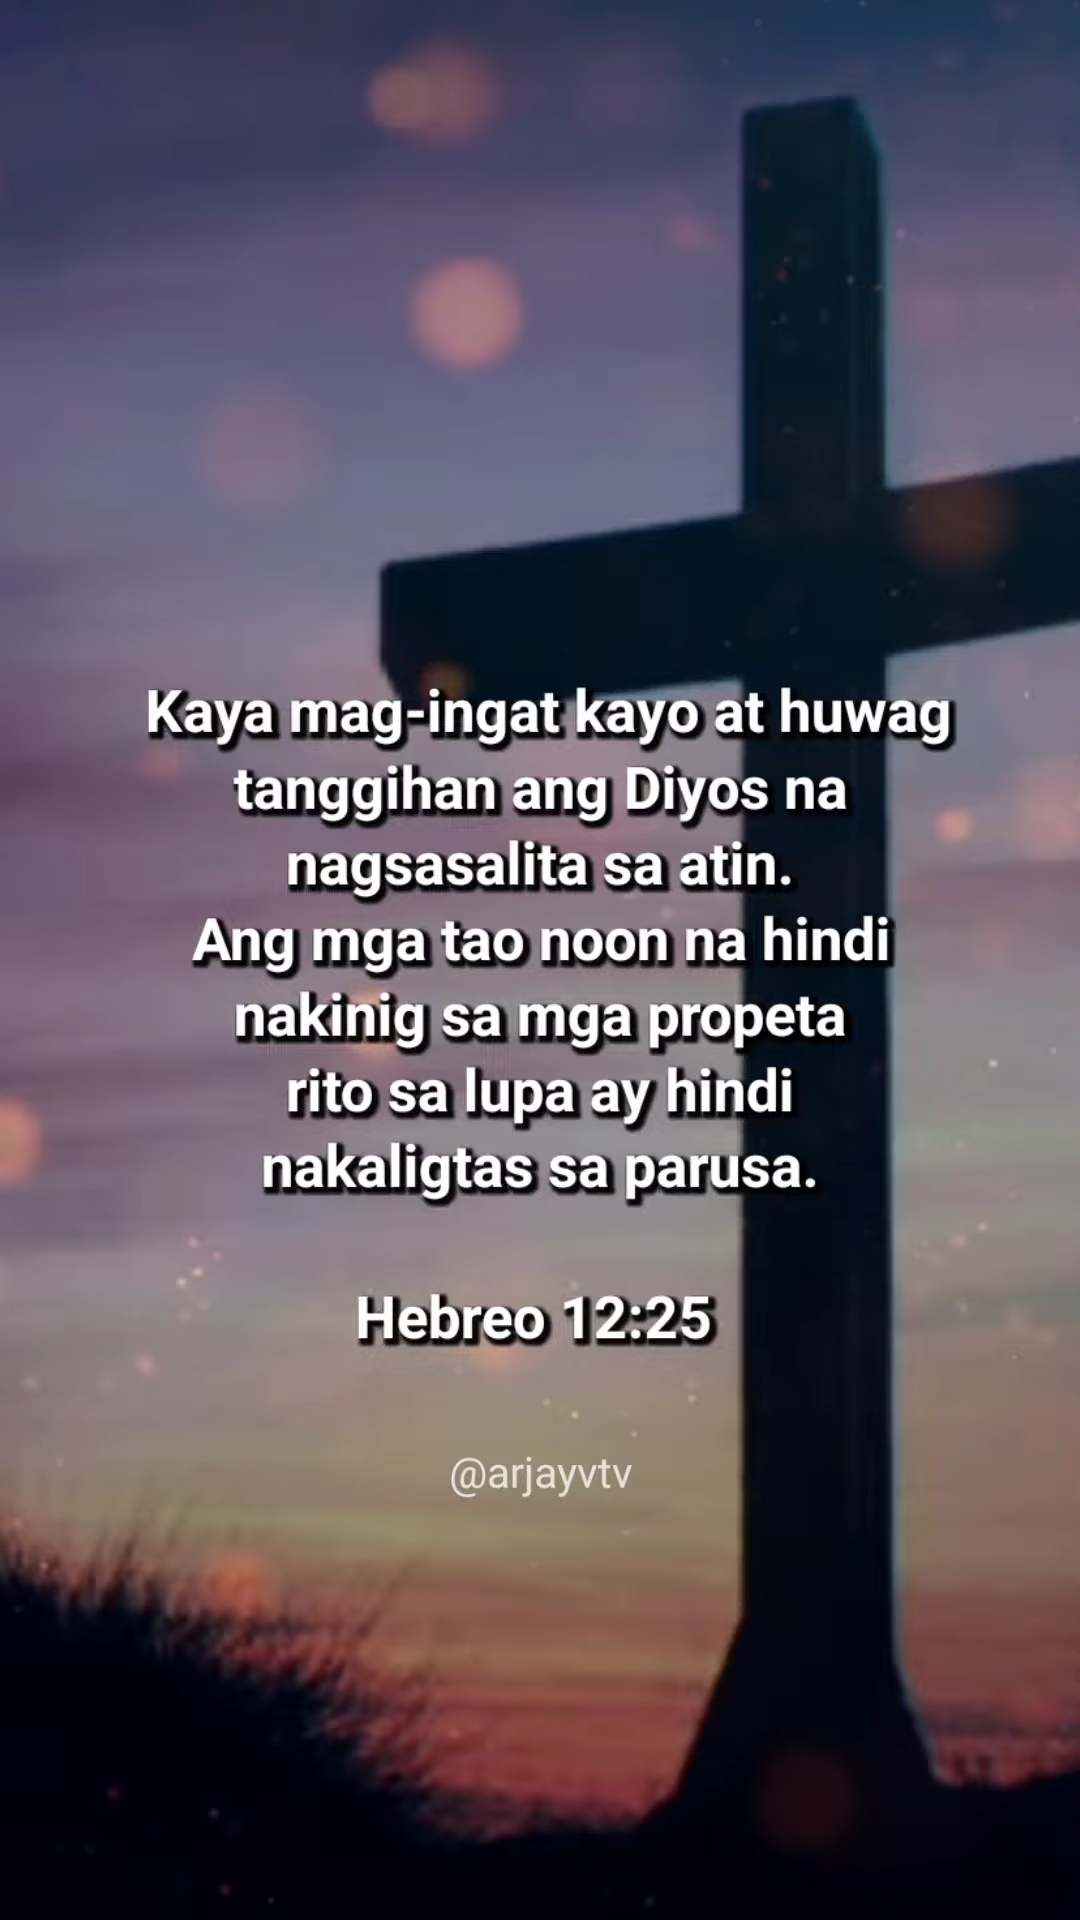 Kaya mag-ingat kayo at huwag
tanggihan ang Diyos na
nagsasalita sa atin.
Ang mga tao noon na hindi
nakinig sa mga propeta
rito sa lupa ay hindi
nakaligtas sa parusa.
Hebreo 12:25
@arjayvtv